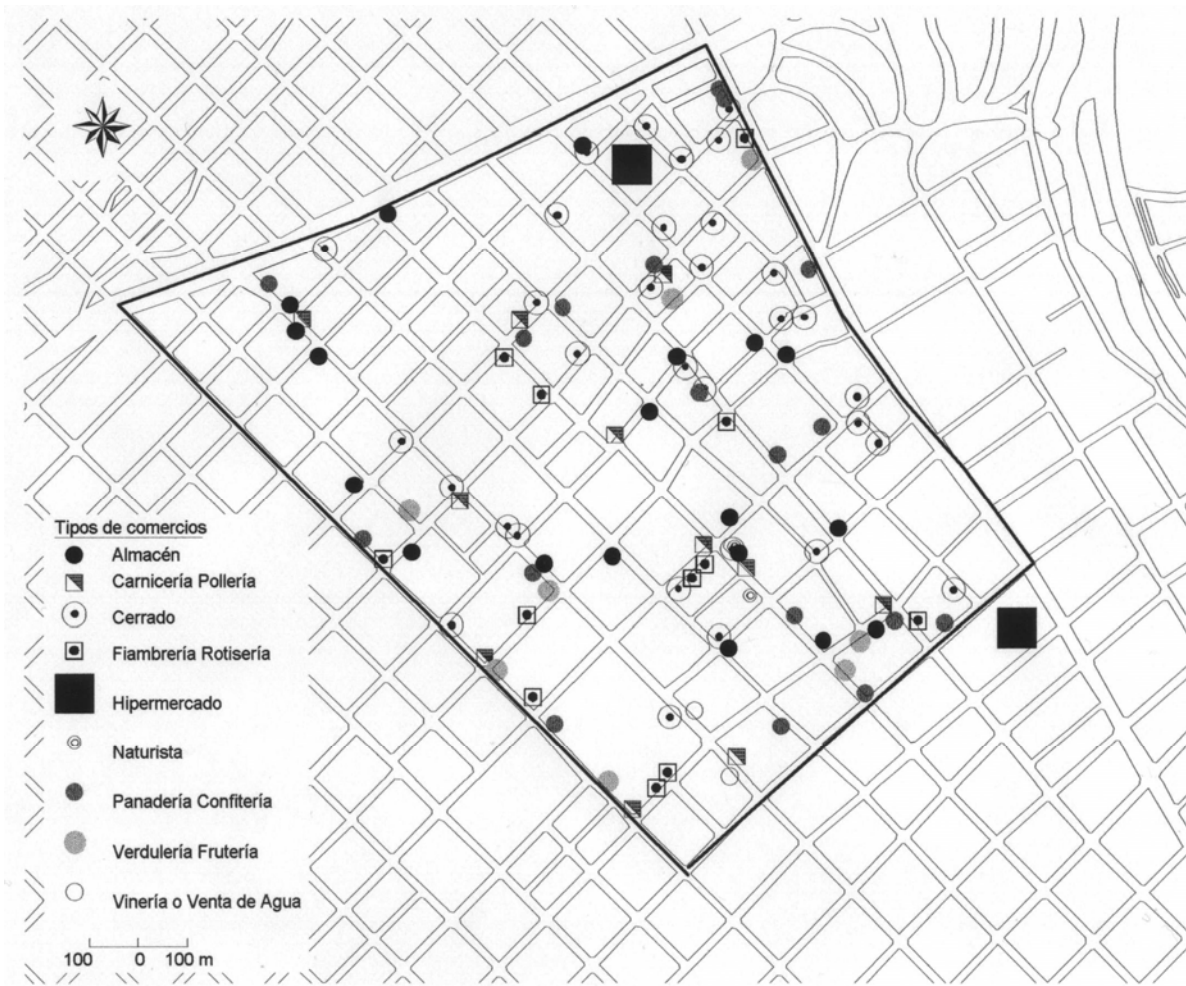 Tipos de comercios
Almacén
Carnicería Pollería
Cerrado
Fiambrería Rotisería
Hipermercado
Naturista
Panadería Confitería
Verdulería Frutería
Vinería o Venta de Agua
100 0 100 m